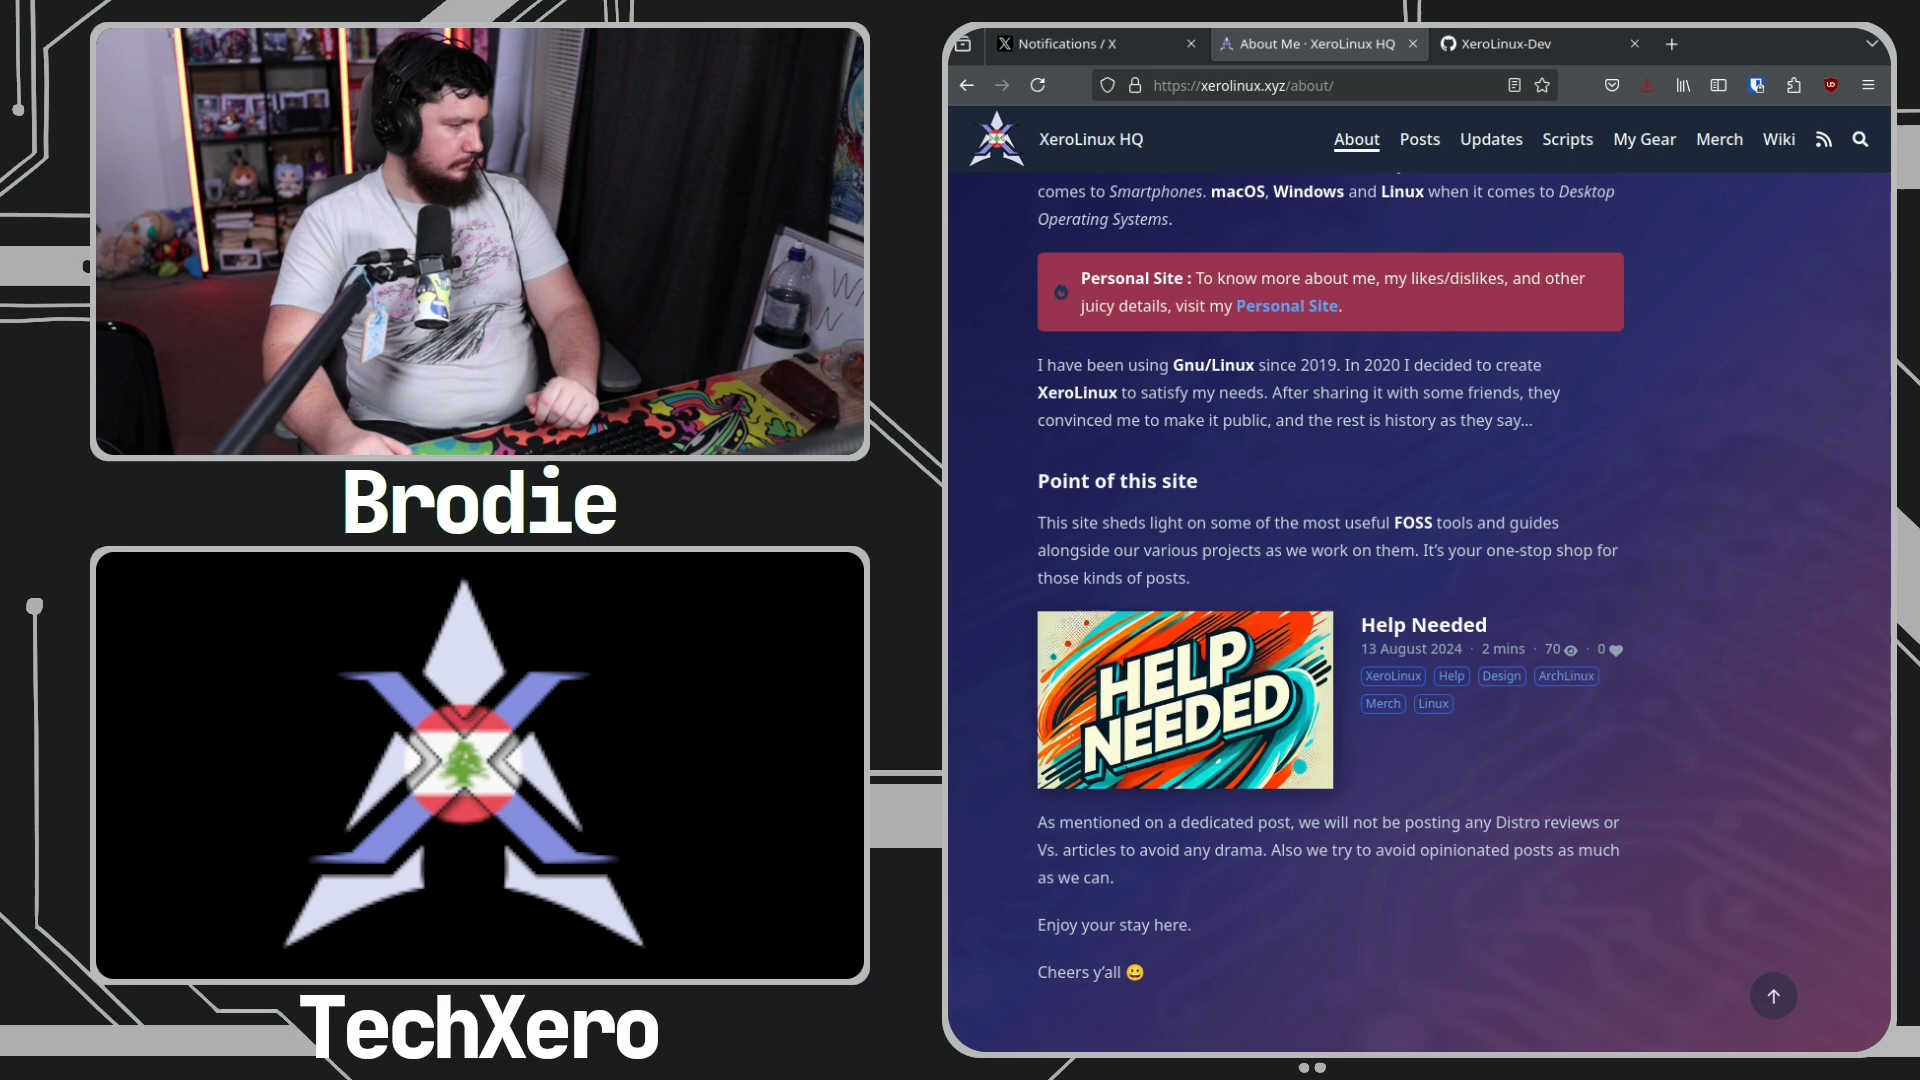 Brodie
TechXero
Notifications / X
About Me · XeroLinux HQ
XeroLinux-Dev
https://xerolinux.xyz/about/
XeroLinux HQ
About Posts Updates Scripts My Gear Merch Wiki
comes to Smartphones. macOS, Windows and Linux when it comes to Desktop
Operating Systems.
Personal Site : To know more about me, my likes/dislikes, and other
juicy details, visit my Personal Site.
I have been using Gnu/Linux since 2019. In 2020 I decided to create
XeroLinux to satisfy my needs. After sharing it with some friends, they
convinced me to make it public, and the rest is history as they say…
Point of this site
This site sheds light on some of the most useful FOSS tools and guides
alongside our various projects as we work on them. It’s your one-stop shop for
those kinds of posts.
HELP
NEEDED
Help Needed
13 August 2024 · 2 mins · 70 · 0
XeroLinux Help Design ArchLinux
Merch Linux
As mentioned on a dedicated post, we will not be posting any Distro reviews or
Vs. articles to avoid any drama. Also we try to avoid opinionated posts as much
as we can.
Enjoy your stay here.
Cheers y’all 😀